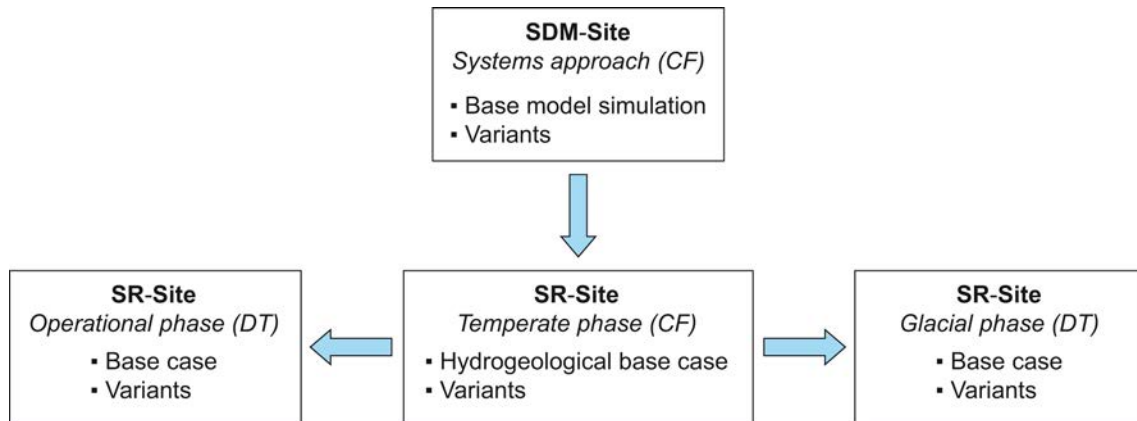 SDM-Site
Systems approach (CF)
▪ Base model simulation
▪ Variants
SR-Site
Operational phase (DT)
▪ Base case
▪ Variants
SR-Site
Temperate phase (CF)
▪ Hydrogeological base case
▪ Variants
SR-Site
Glacial phase (DT)
▪ Base case
▪ Variants